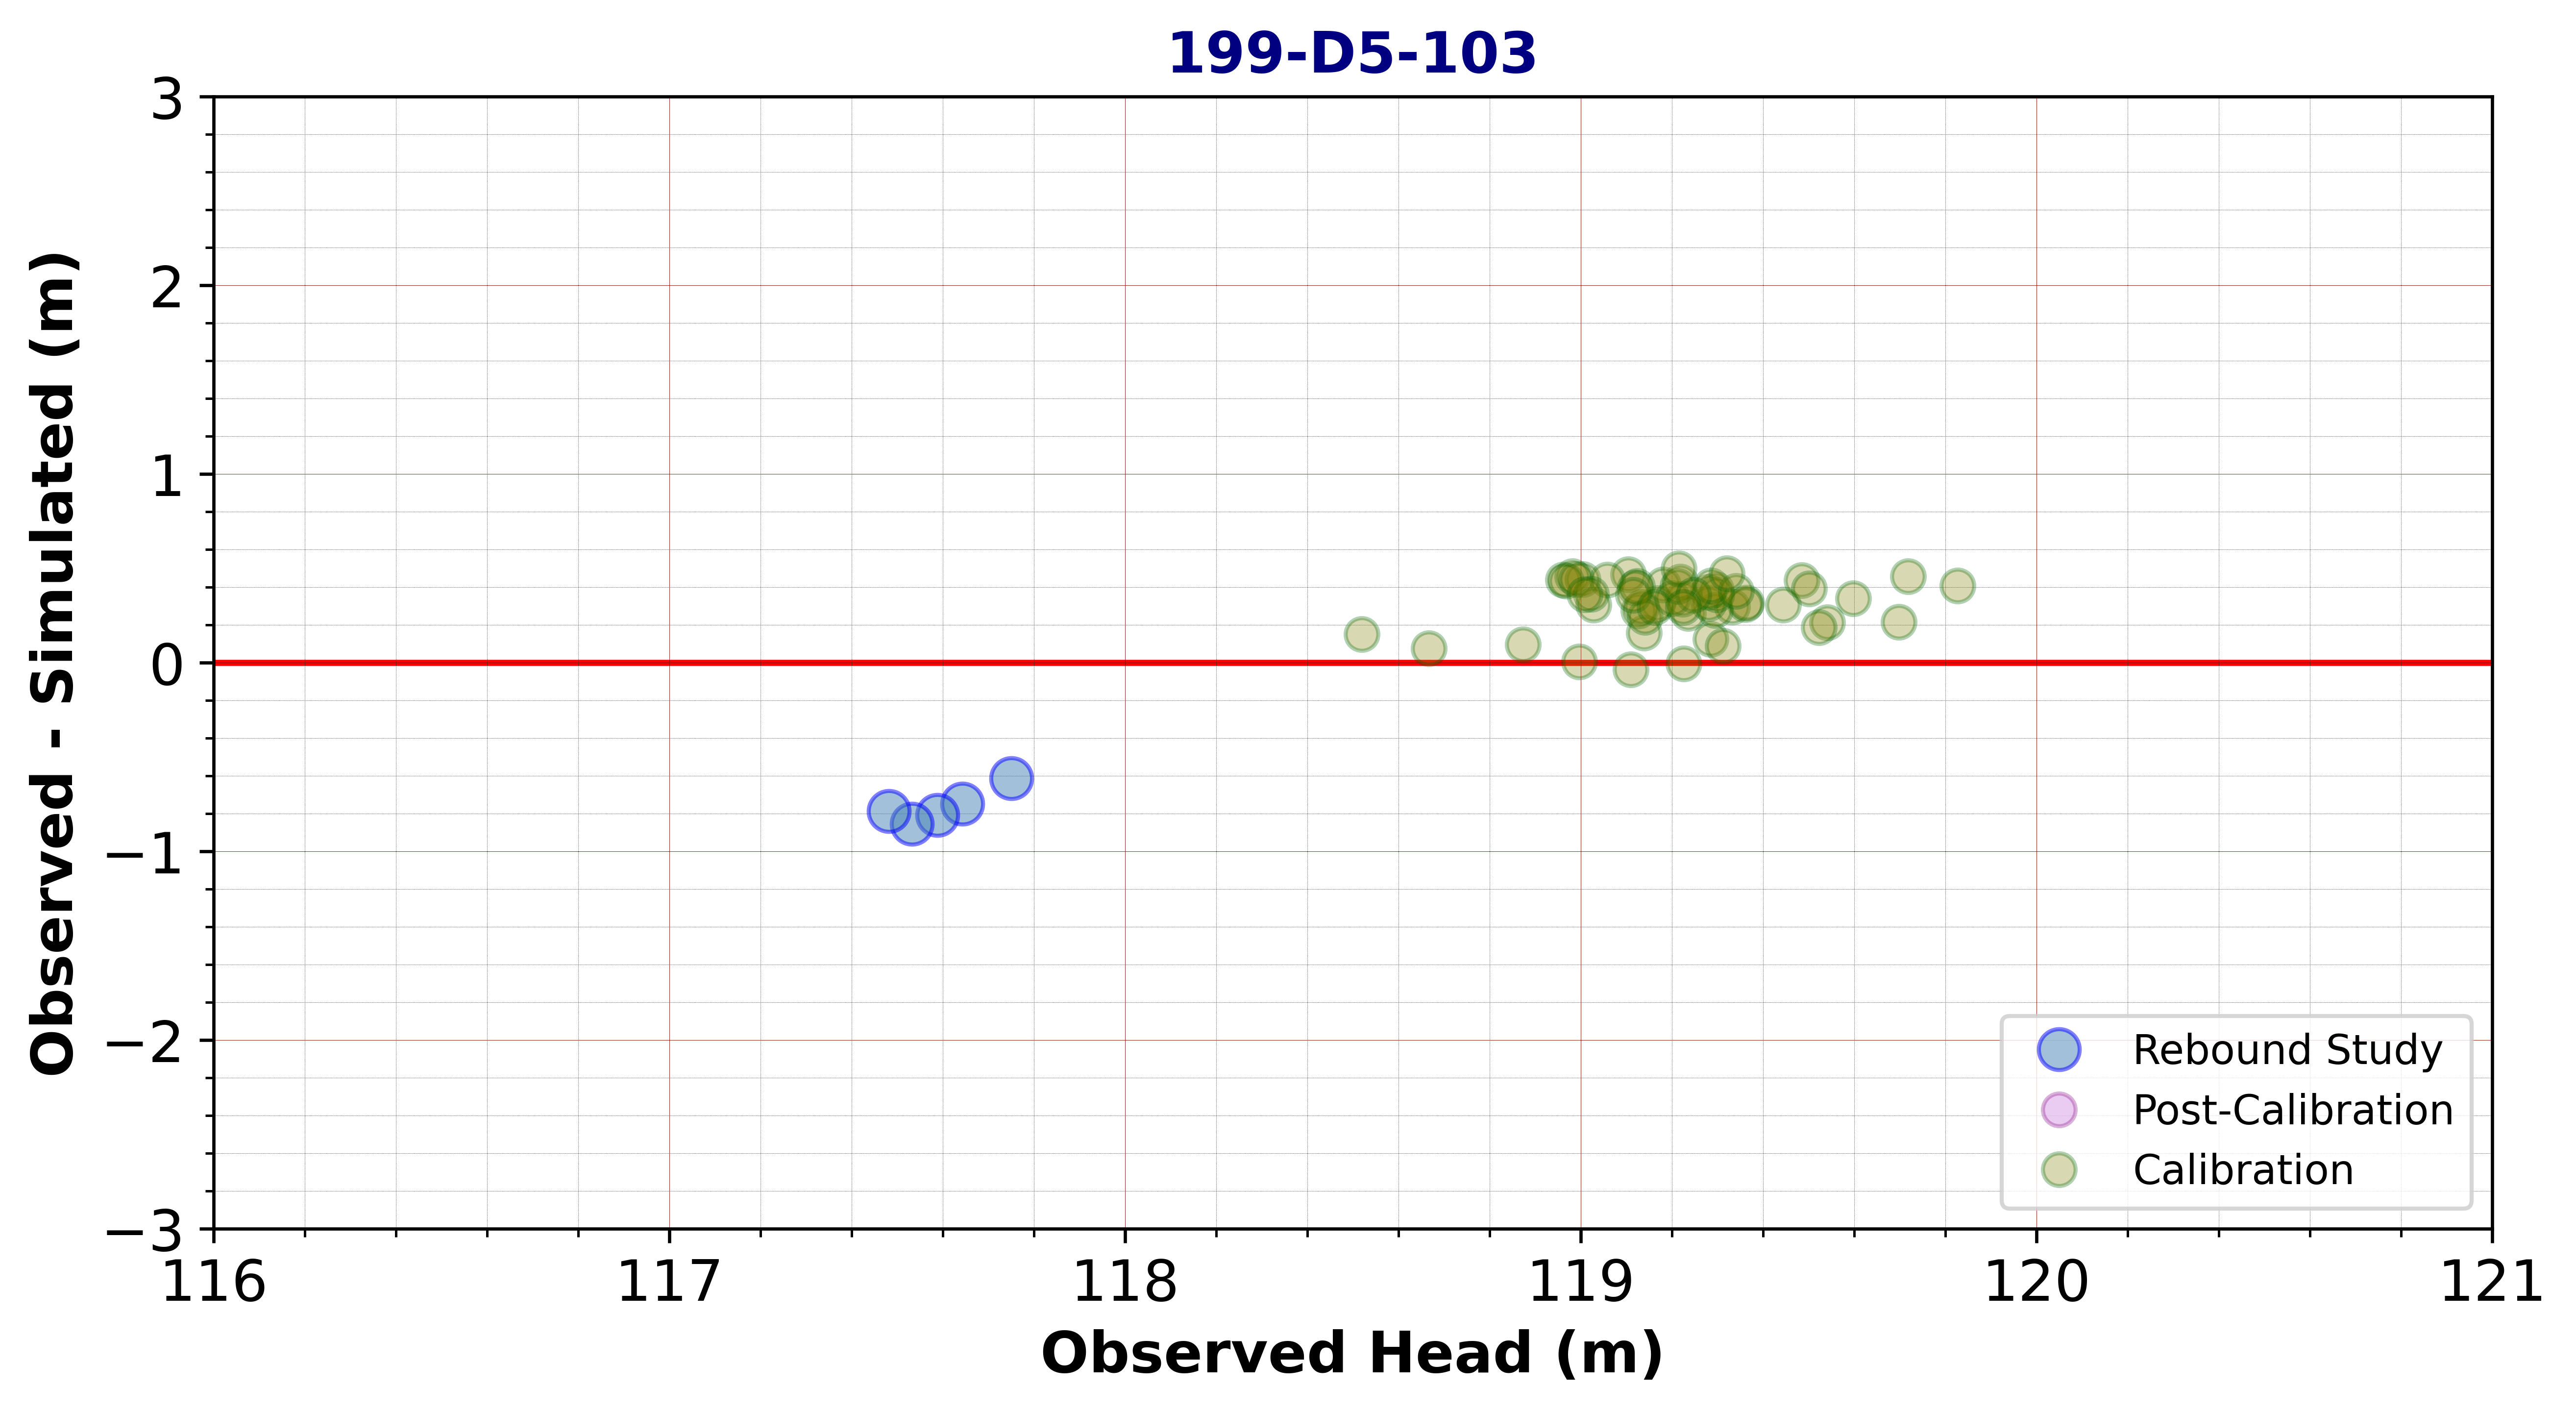 199-D5-103
3
2
1
0
−1
−2
−3
Observed - Simulated (m)
116 117 118 119 120 121
Observed Head (m)
Rebound Study
Post-Calibration
Calibration